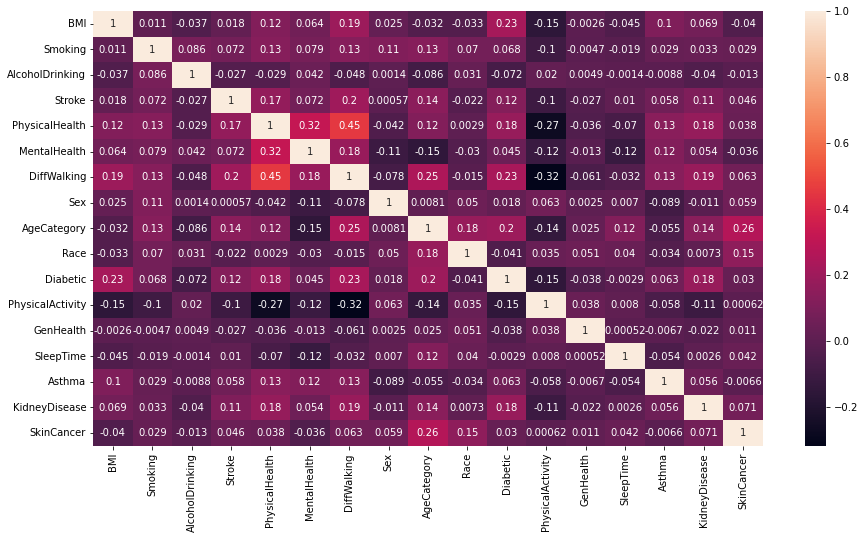 BMI 1 0.011 -0.037 0.018 0.12 0.064 0.19 0.025 -0.032 -0.033 0.23 -0.15 -0.0026 -0.045 0.1 0.069 -0.04
Smoking 0.011 1 0.086 0.072 0.13 0.079 0.13 0.11 0.13 0.07 0.068 -0.1 -0.0047 -0.019 0.029 0.033 0.029
AlcoholDrinking -0.037 0.086 1 -0.027 -0.029 0.042 -0.048 0.0014 -0.086 0.031 -0.072 0.02 0.0049 -0.0014 -0.0088 -0.04 -0.013
Stroke 0.018 0.072 -0.027 1 0.17 0.072 0.2 0.00057 0.14 -0.022 0.12 -0.1 -0.027 0.01 0.058 0.11 0.046
PhysicalHealth 0.12 0.13 -0.029 0.17 1 0.32 0.45 -0.042 0.12 0.0029 0.18 -0.27 -0.036 -0.07 0.13 0.18 0.038
MentalHealth 0.064 0.079 0.042 0.072 0.32 1 0.18 -0.11 -0.15 -0.03 0.045 -0.12 -0.013 -0.12 0.12 0.054 -0.036
DiffWalking 0.19 0.13 -0.048 0.2 0.45 0.18 1 -0.078 0.25 -0.015 0.23 -0.32 -0.061 -0.032 0.13 0.19 0.063
Sex 0.025 0.11 0.0014 0.00057 -0.042 -0.11 -0.078 1 0.0081 0.05 0.018 0.063 0.0025 0.007 -0.089 -0.011 0.059
AgeCategory -0.032 0.13 -0.086 0.14 0.12 -0.15 0.25 0.0081 1 0.18 0.2 -0.14 0.025 0.12 -0.055 0.14 0.26
Race -0.033 0.07 0.031 -0.022 0.0029 -0.03 -0.015 0.05 0.18 1 -0.041 0.035 0.051 0.04 -0.034 0.0073 0.15
Diabetic 0.23 0.068 -0.072 0.12 0.18 0.045 0.23 0.018 0.2 -0.041 1 -0.15 -0.038 -0.0029 0.063 0.18 0.03
PhysicalActivity -0.15 -0.1 0.02 -0.1 -0.27 -0.12 -0.32 0.063 -0.14 0.035 -0.15 1 0.038 0.008 -0.058 -0.11 0.00062
GenHealth -0.0026 -0.0047 0.0049 -0.027 -0.036 -0.013 -0.061 0.0025 0.025 0.051 -0.038 0.038 1 0.00052 -0.0067 -0.022 0.011
SleepTime -0.045 -0.019 -0.0014 0.01 -0.07 -0.12 -0.032 0.007 0.12 0.04 -0.0029 0.008 0.00052 1 -0.054 0.0026 0.042
Asthma 0.1 0.029 -0.0088 0.058 0.13 0.12 0.13 -0.089 -0.055 -0.034 0.063 -0.058 -0.0067 -0.054 1 0.056 -0.0066
KidneyDisease 0.069 0.033 -0.04 0.11 0.18 0.054 0.19 -0.011 0.14 0.0073 0.18 -0.11 -0.022 0.0026 0.056 1 0.071
SkinCancer -0.04 0.029 -0.013 0.046 0.038 -0.036 0.063 0.059 0.26 0.15 0.03 0.00062 0.011 0.042 -0.0066 0.071 1
BMI Smoking AlcoholDrinking Stroke PhysicalHealth MentalHealth DiffWalking Sex AgeCategory Race Diabetic PhysicalActivity GenHealth SleepTime Asthma KidneyDisease SkinCancer
1.0
0.8
0.6
0.4
0.2
0.0
−0.2